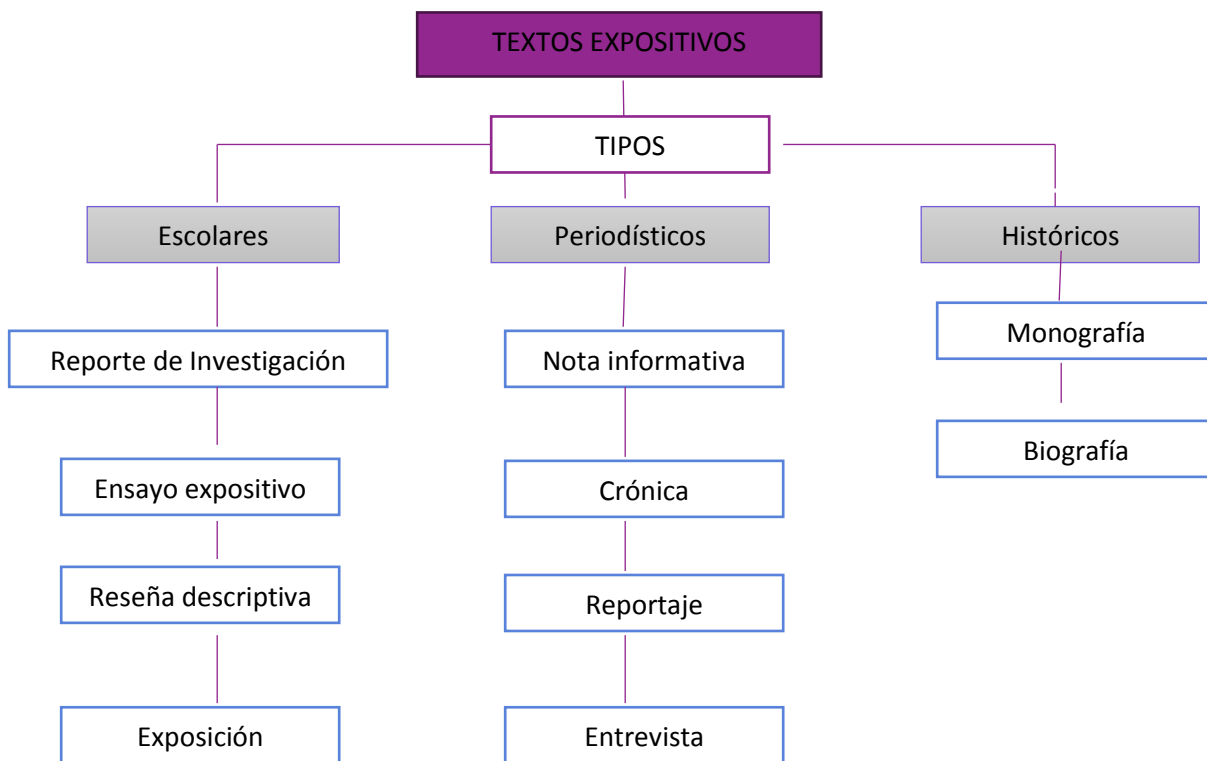 TEXTOS EXPOSITIVOS
TIPOS
Escolares
Periodísticos
Históricos
Reporte de Investigación
Ensayo expositivo
Reseña descriptiva
Exposición
Nota informativa
Crónica
Reportaje
Entrevista
Monografía
Biografía